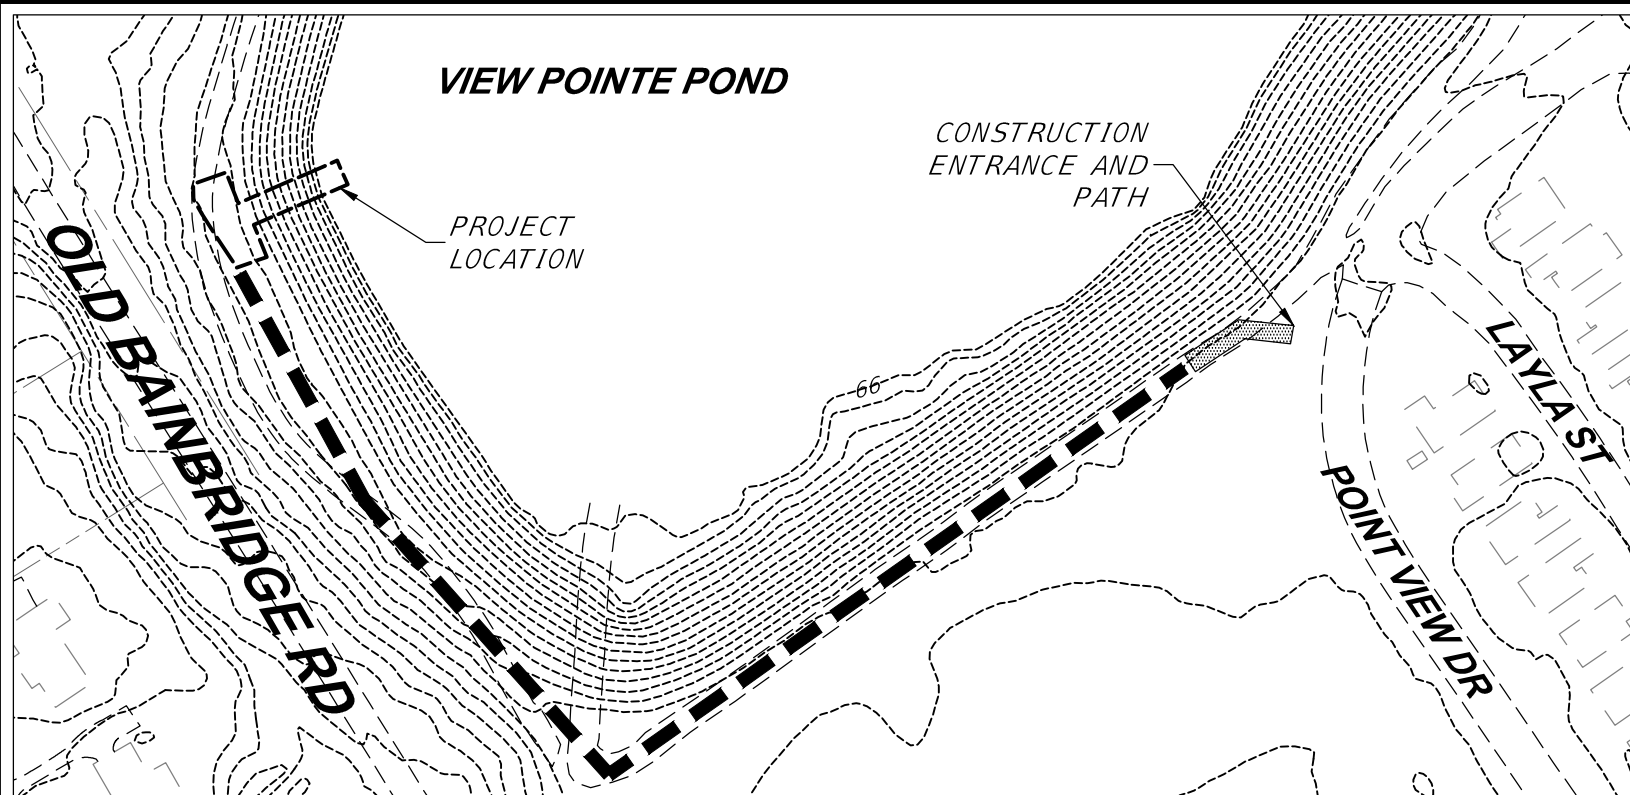 VIEW POINTE POND
CONSTRUCTION
ENTRANCE AND
PATH
PROJECT
LOCATION
OLD BAINBRIDGE RD
66
LAYLA ST
POINT VIEW DR